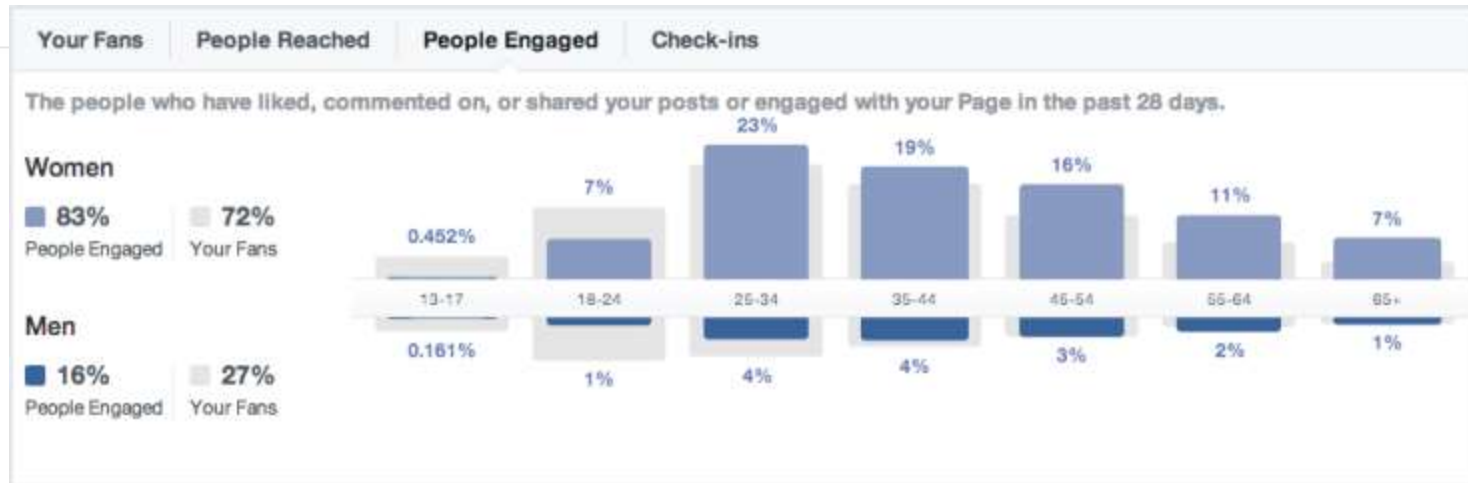 Your Fans People Reached People Engaged Check-ins
The people who have liked, commented on, or shared your posts or engaged with your Page in the past 28 days.
Women
83% 72%
People Engaged Your Fans
0.452% 7% 23% 19% 16% 11% 7%
13-17 18-24 25-34 35-44 45-54 55-64 65+
Men
16% 27%
People Engaged Your Fans
0.161% 1% 4% 4% 3% 2% 1%